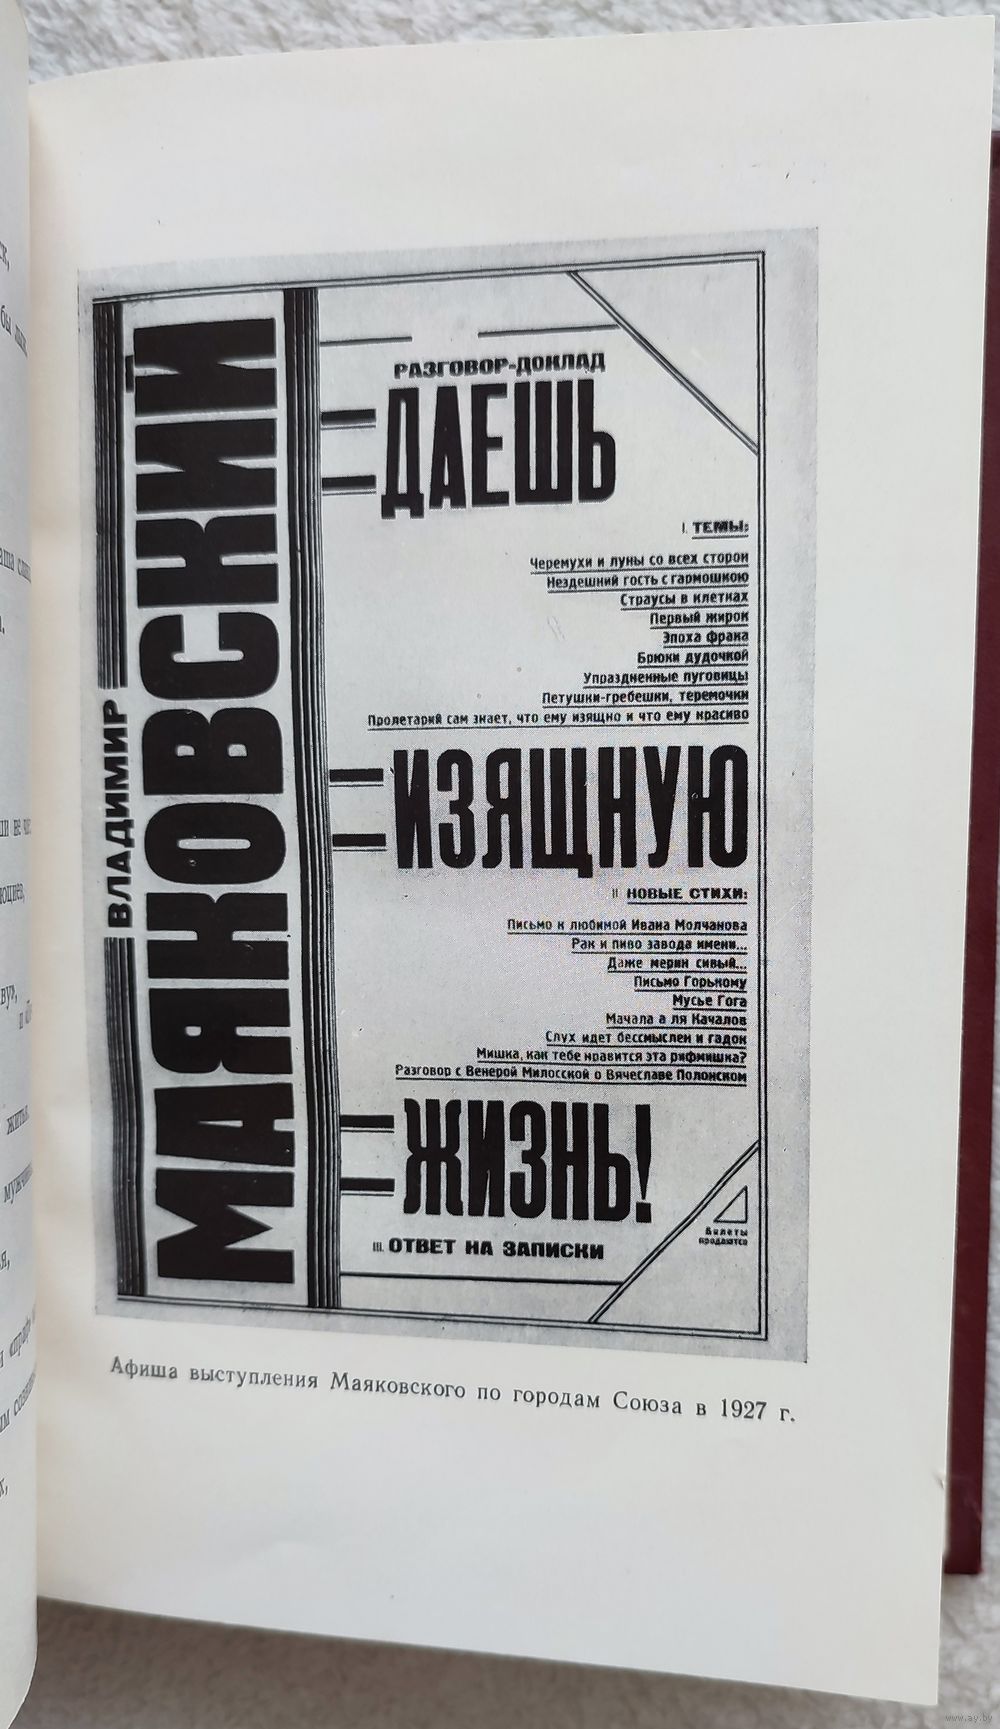 ВЛАДИМИР
МАЯКОВСКИЙ
РАЗГОВОР-ДОКЛАД
ДАЕШЬ
I. ТЕМЫ:
Черемухи и луны со всех сторон
Нездешний гость с гармошкою
Страусы в клетках
Первый жирок
Эпоха фрака
Брюки дудочкой
Упраздненные пуговицы
Петушки-гребешки, теремочки
Пролетарий сам знает, что ему изящно и что ему красиво
ИЗЯЩНУЮ
II НОВЫЕ СТИХИ:
Письмо к любимой Ивана Молчанова
Рак и пиво завода имени...
Даже мерин сивый...
Письмо Горькому
Мусье Гога
Мачала а ля Качалов
Слух идет бессмыслен и гадок
Мишка, как тебе нравится эта рифмишка?
Разговор с Венерой Милосской о Вячеславе Полонском
ЖИЗНЬ!
III. ОТВЕТ НА ЗАПИСКИ
Билеты
продаются
Афиша выступления Маяковского по городам Союза в 1927 г.
www.ay.by